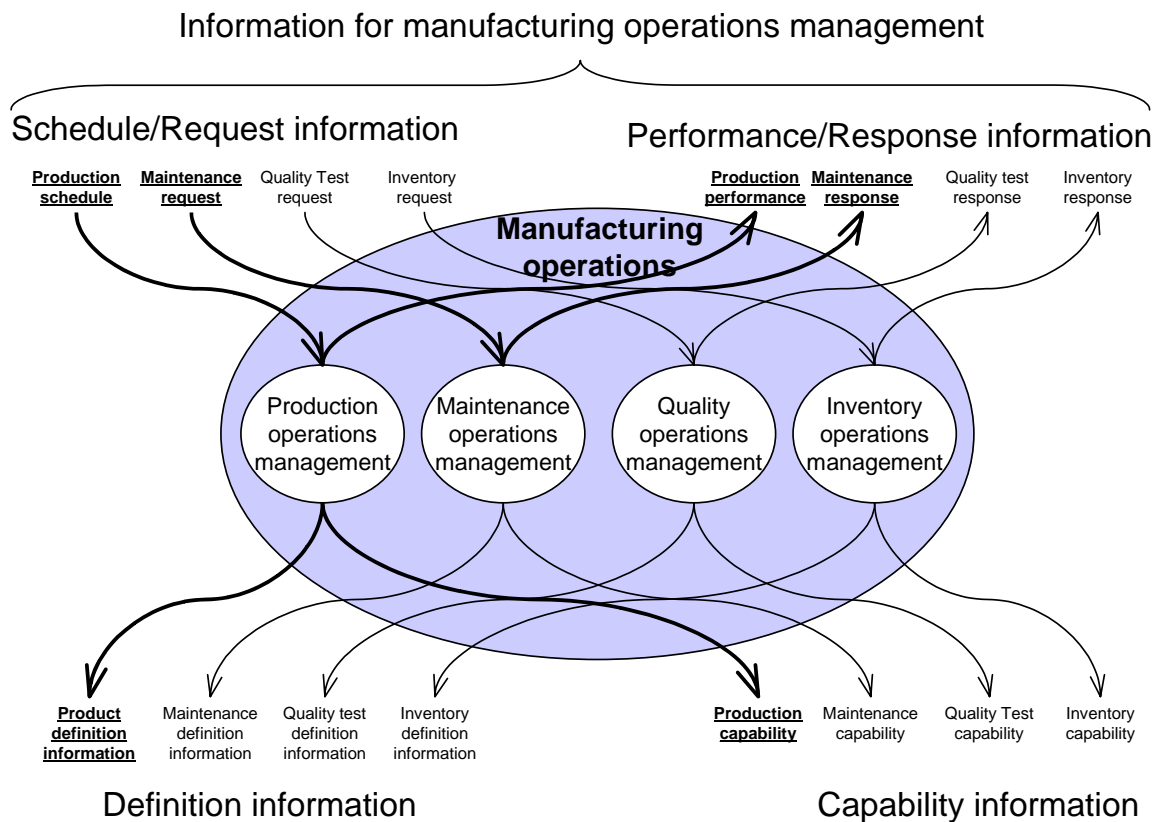 Information for manufacturing operations management
Schedule/Request information
Performance/Response information
Production
schedule
Maintenance
request
Quality Test
request
Inventory
request
Production
performance
Maintenance
response
Quality test
response
Inventory
response
Manufacturing
operations
Production
operations
management
Maintenance
operations
management
Quality
operations
management
Inventory
operations
management
Product
definition
information
Maintenance
definition
information
Quality test
definition
information
Inventory
definition
information
Production
capability
Maintenance
capability
Quality Test
capability
Inventory
capability
Definition information
Capability information